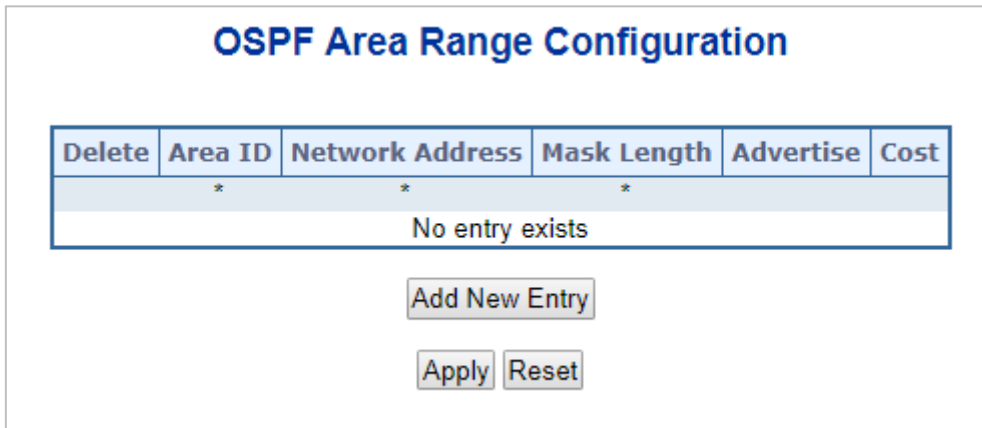 OSPF Area Range Configuration
Delete Area ID Network Address Mask Length Advertise Cost
* * *
No entry exists
Add New Entry
Apply Reset